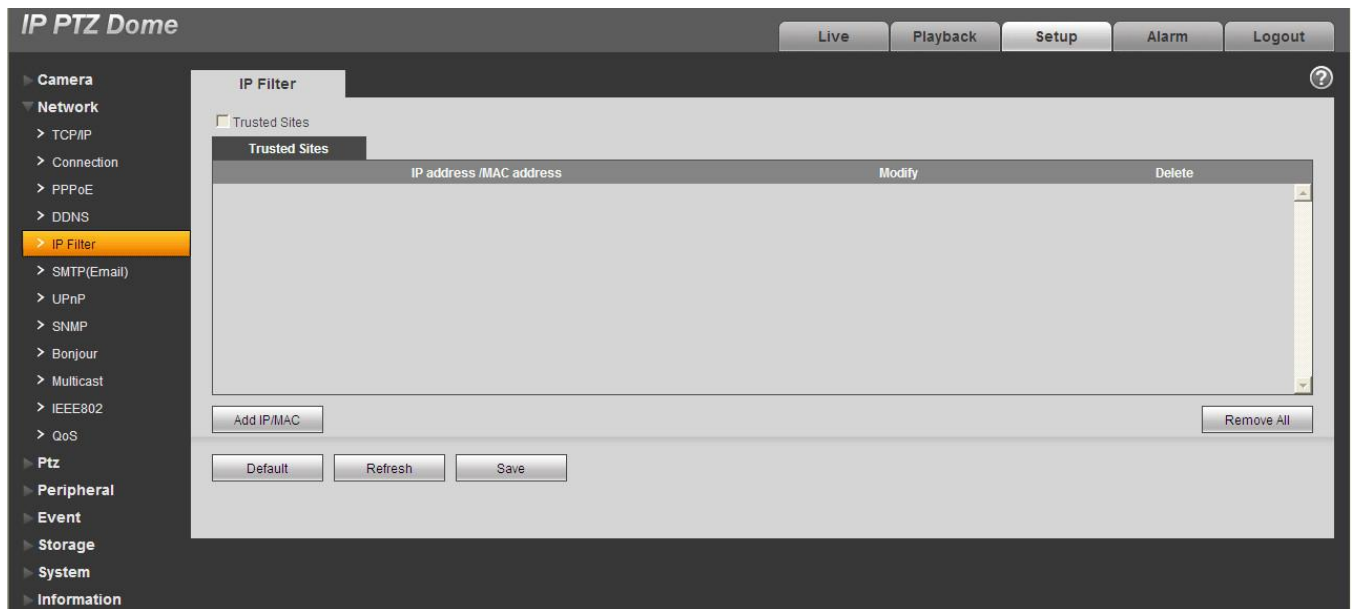 IP PTZ Dome
Live
Playback
Setup
Alarm
Logout
Camera
Network
> TCP/IP
> Connection
> PPPoE
> DDNS
> IP Filter
> SMTP(Email)
> UPnP
> SNMP
> Bonjour
> Multicast
> IEEE802
> QoS
Ptz
Peripheral
Event
Storage
System
Information
IP Filter
?
Trusted Sites
Trusted Sites
IP address /MAC address Modify Delete
Add IP/MAC
Remove All
Default
Refresh
Save